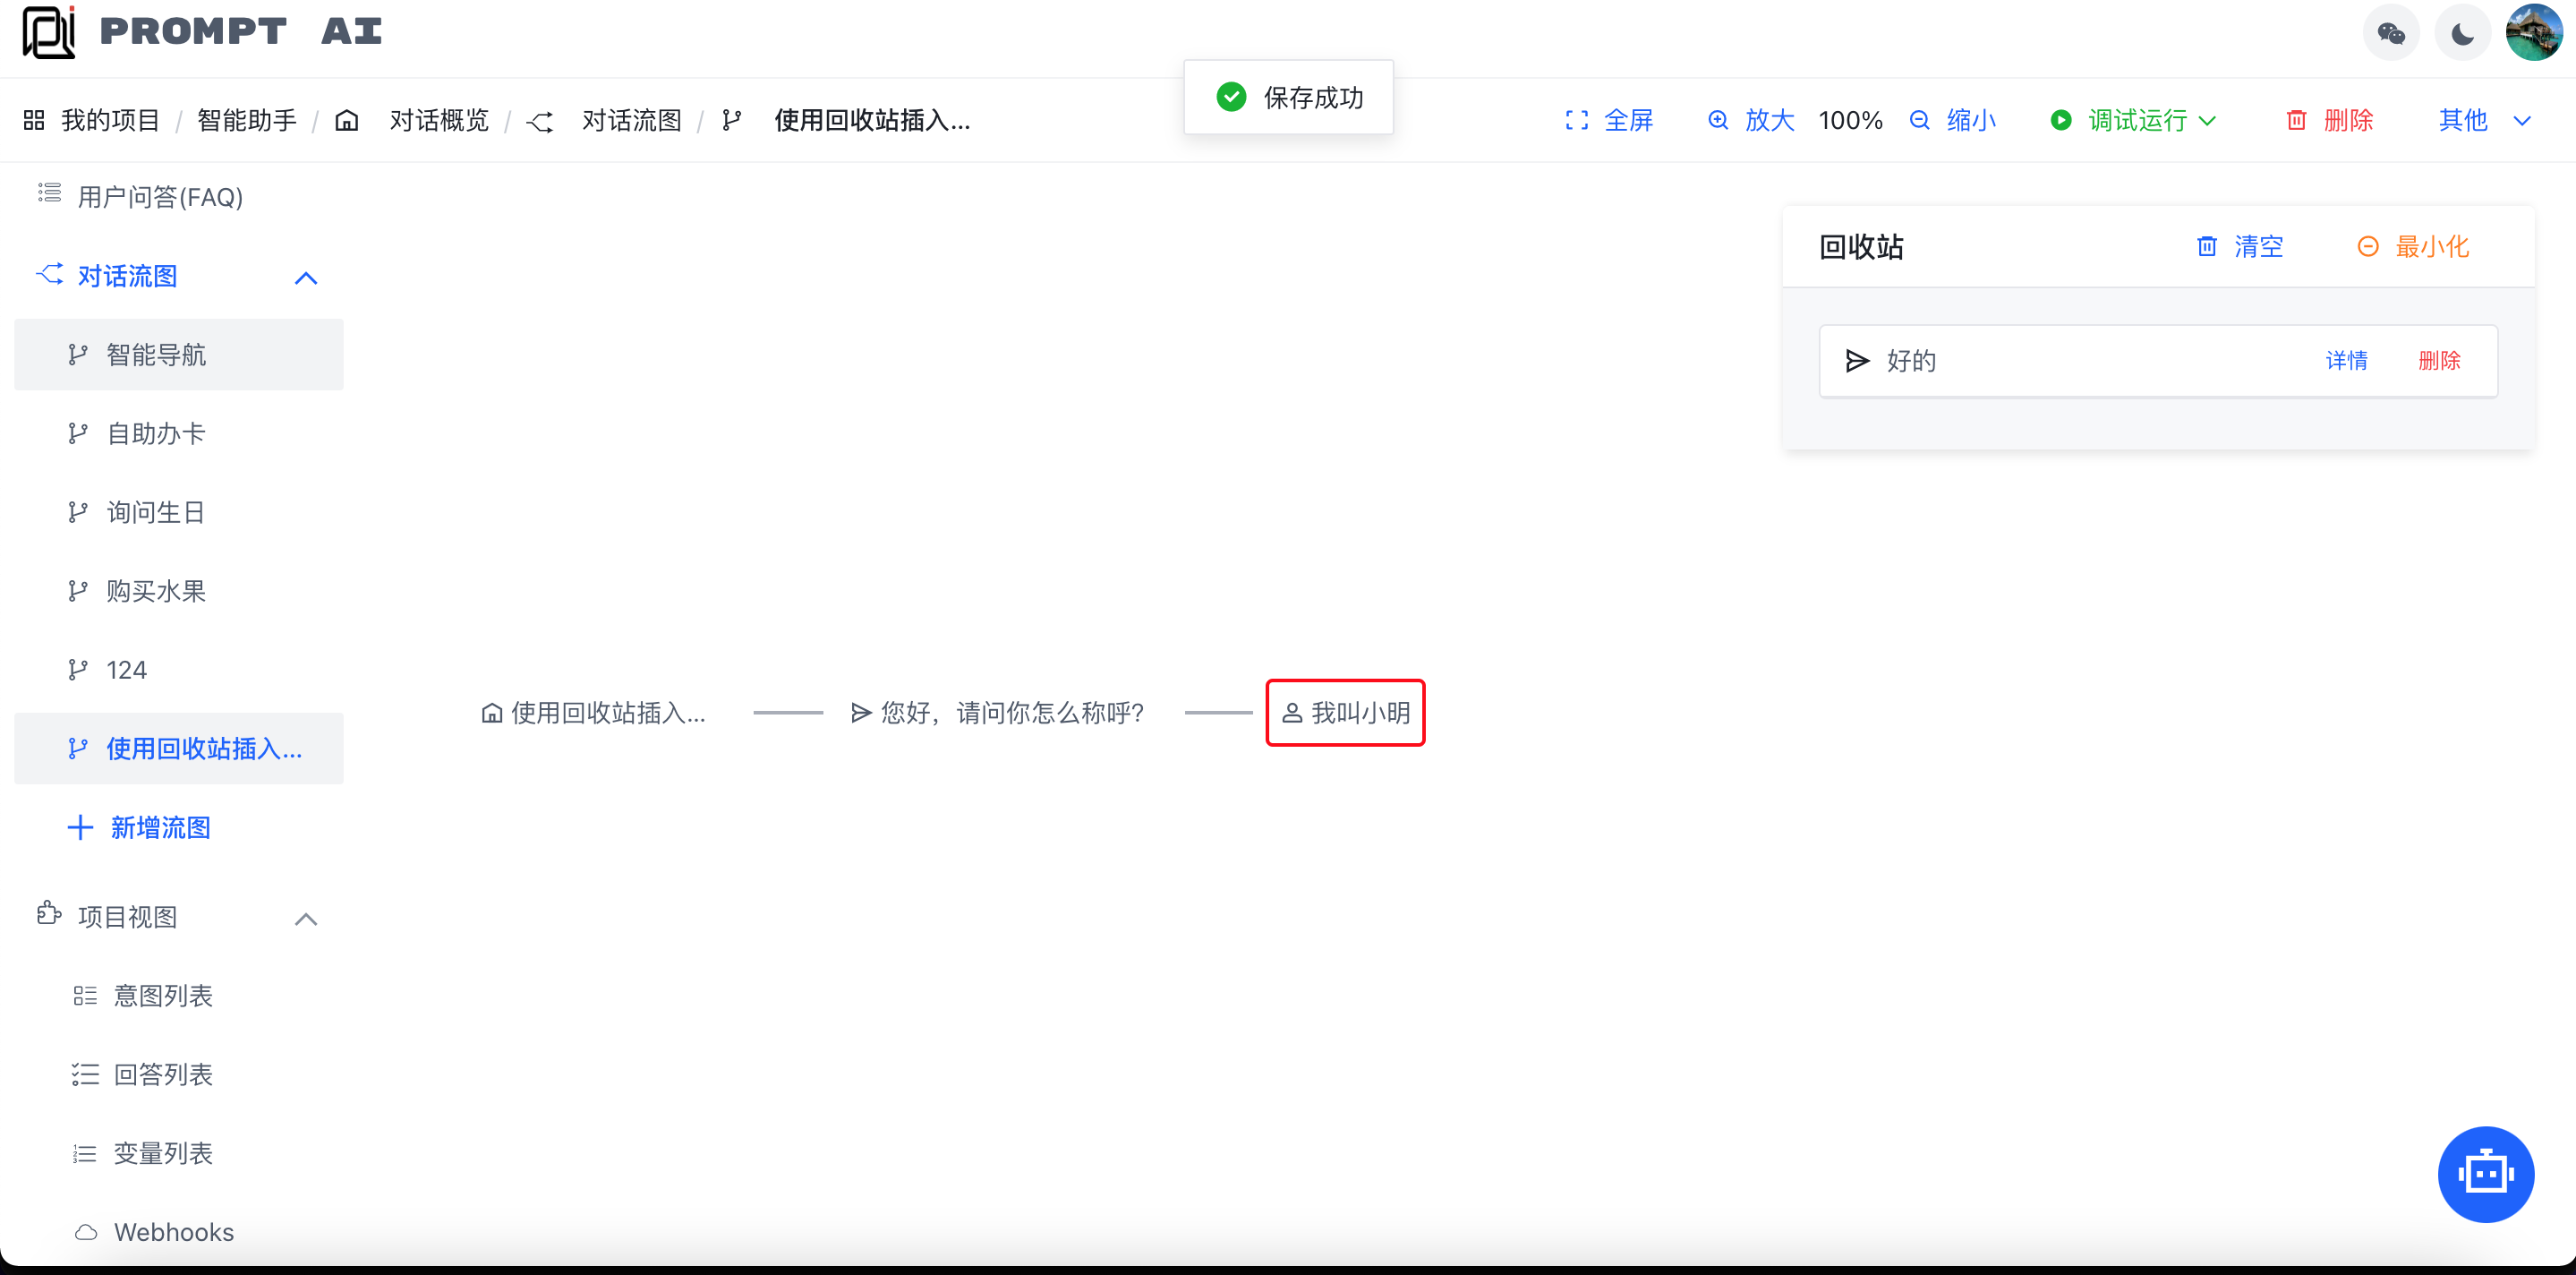 PROMPT AI
保存成功
我的项目 / 智能助手 / 对话概览 / 对话流图 / 使用回收站插入...
全屏 放大 100% 缩小 调试运行 删除 其他
用户问答(FAQ)
对话流图
智能导航
自助办卡
询问生日
购买水果
124
使用回收站插入...
新增流图
项目视图
意图列表
回答列表
变量列表
Webhooks
使用回收站插入...
您好，请问你怎么称呼?
我叫小明
回收站 清空 最小化
好的 详情 删除